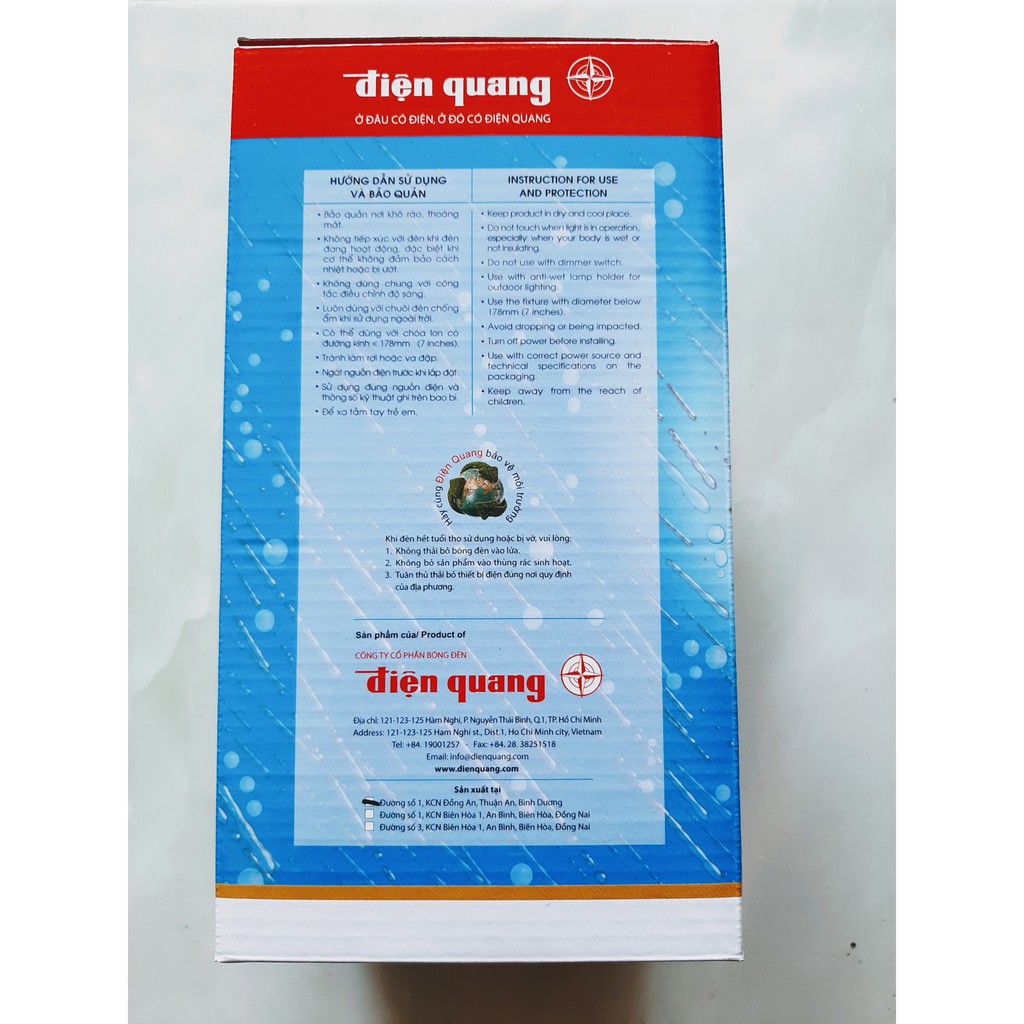 điện quang
Ở ĐÂU CÓ ĐIỆN, Ở ĐÓ CÓ ĐIỆN QUANG
HƯỚNG DẪN SỬ DỤNG
VÀ BẢO QUẢN
• Bảo quản nơi khô ráo, thoáng
mát.
• Không tiếp xúc với đèn khi đèn
đang hoạt động, đặc biệt khi
cơ thể không đảm bảo cách
nhiệt hoặc bị ướt.
• Không dùng chung với công
tắc điều chỉnh độ sáng.
• Luôn dùng với chuôi đèn chống
ẩm khi sử dụng ngoài trời.
• Có thể dùng với chóa lon có
đường kính < 178mm (7 inches).
• Tránh làm rơi hoặc va đập.
• Ngắt nguồn điện trước khi lắp đặt.
• Sử dụng đúng nguồn điện và
thông số kỹ thuật ghi trên bao bì.
• Để xa tầm tay trẻ em.
INSTRUCTION FOR USE
AND PROTECTION
• Keep product in dry and cool place.
• Do not touch when light is in operation,
especially when your body is wet or
not insulating.
• Do not use with dimmer switch.
• Use with anti-wet lamp holder for
outdoor lighting.
• Use the fixture with diameter below
178mm (7 inches).
• Avoid dropping or being impacted.
• Turn off power before installing.
• Use with correct power source and
technical specifications on the
packaging.
• Keep away from the reach of
children.
Hãy cùng Điện Quang bảo vệ môi trường
Khi đèn hết tuổi thọ sử dụng hoặc bị vỡ, vui lòng:
1. Không thải bỏ bóng đèn vào lửa.
2. Không bỏ sản phẩm vào thùng rác sinh hoạt.
3. Tuân thủ thải bỏ thiết bị điện đúng nơi quy định
của địa phương.
Sản phẩm của/ Product of
CÔNG TY CỔ PHẦN BÓNG ĐÈN
điện quang
Địa chỉ: 121-123-125 Hàm Nghi, P. Nguyễn Thái Bình, Q.1, TP. Hồ Chí Minh
Address: 121-123-125 Ham Nghi st., Dist.1, Ho Chi Minh city, Vietnam
Tel: +84. 19001257 - Fax: +84. 28. 38251518
Email: info@dienquang.com
www.dienquang.com
Sản xuất tại
Đường số 1, KCN Đồng An, Thuận An, Bình Dương
Đường số 1, KCN Biên Hòa 1, An Bình, Biên Hòa, Đồng Nai
Đường số 3, KCN Biên Hòa 1, An Bình, Biên Hòa, Đồng Nai